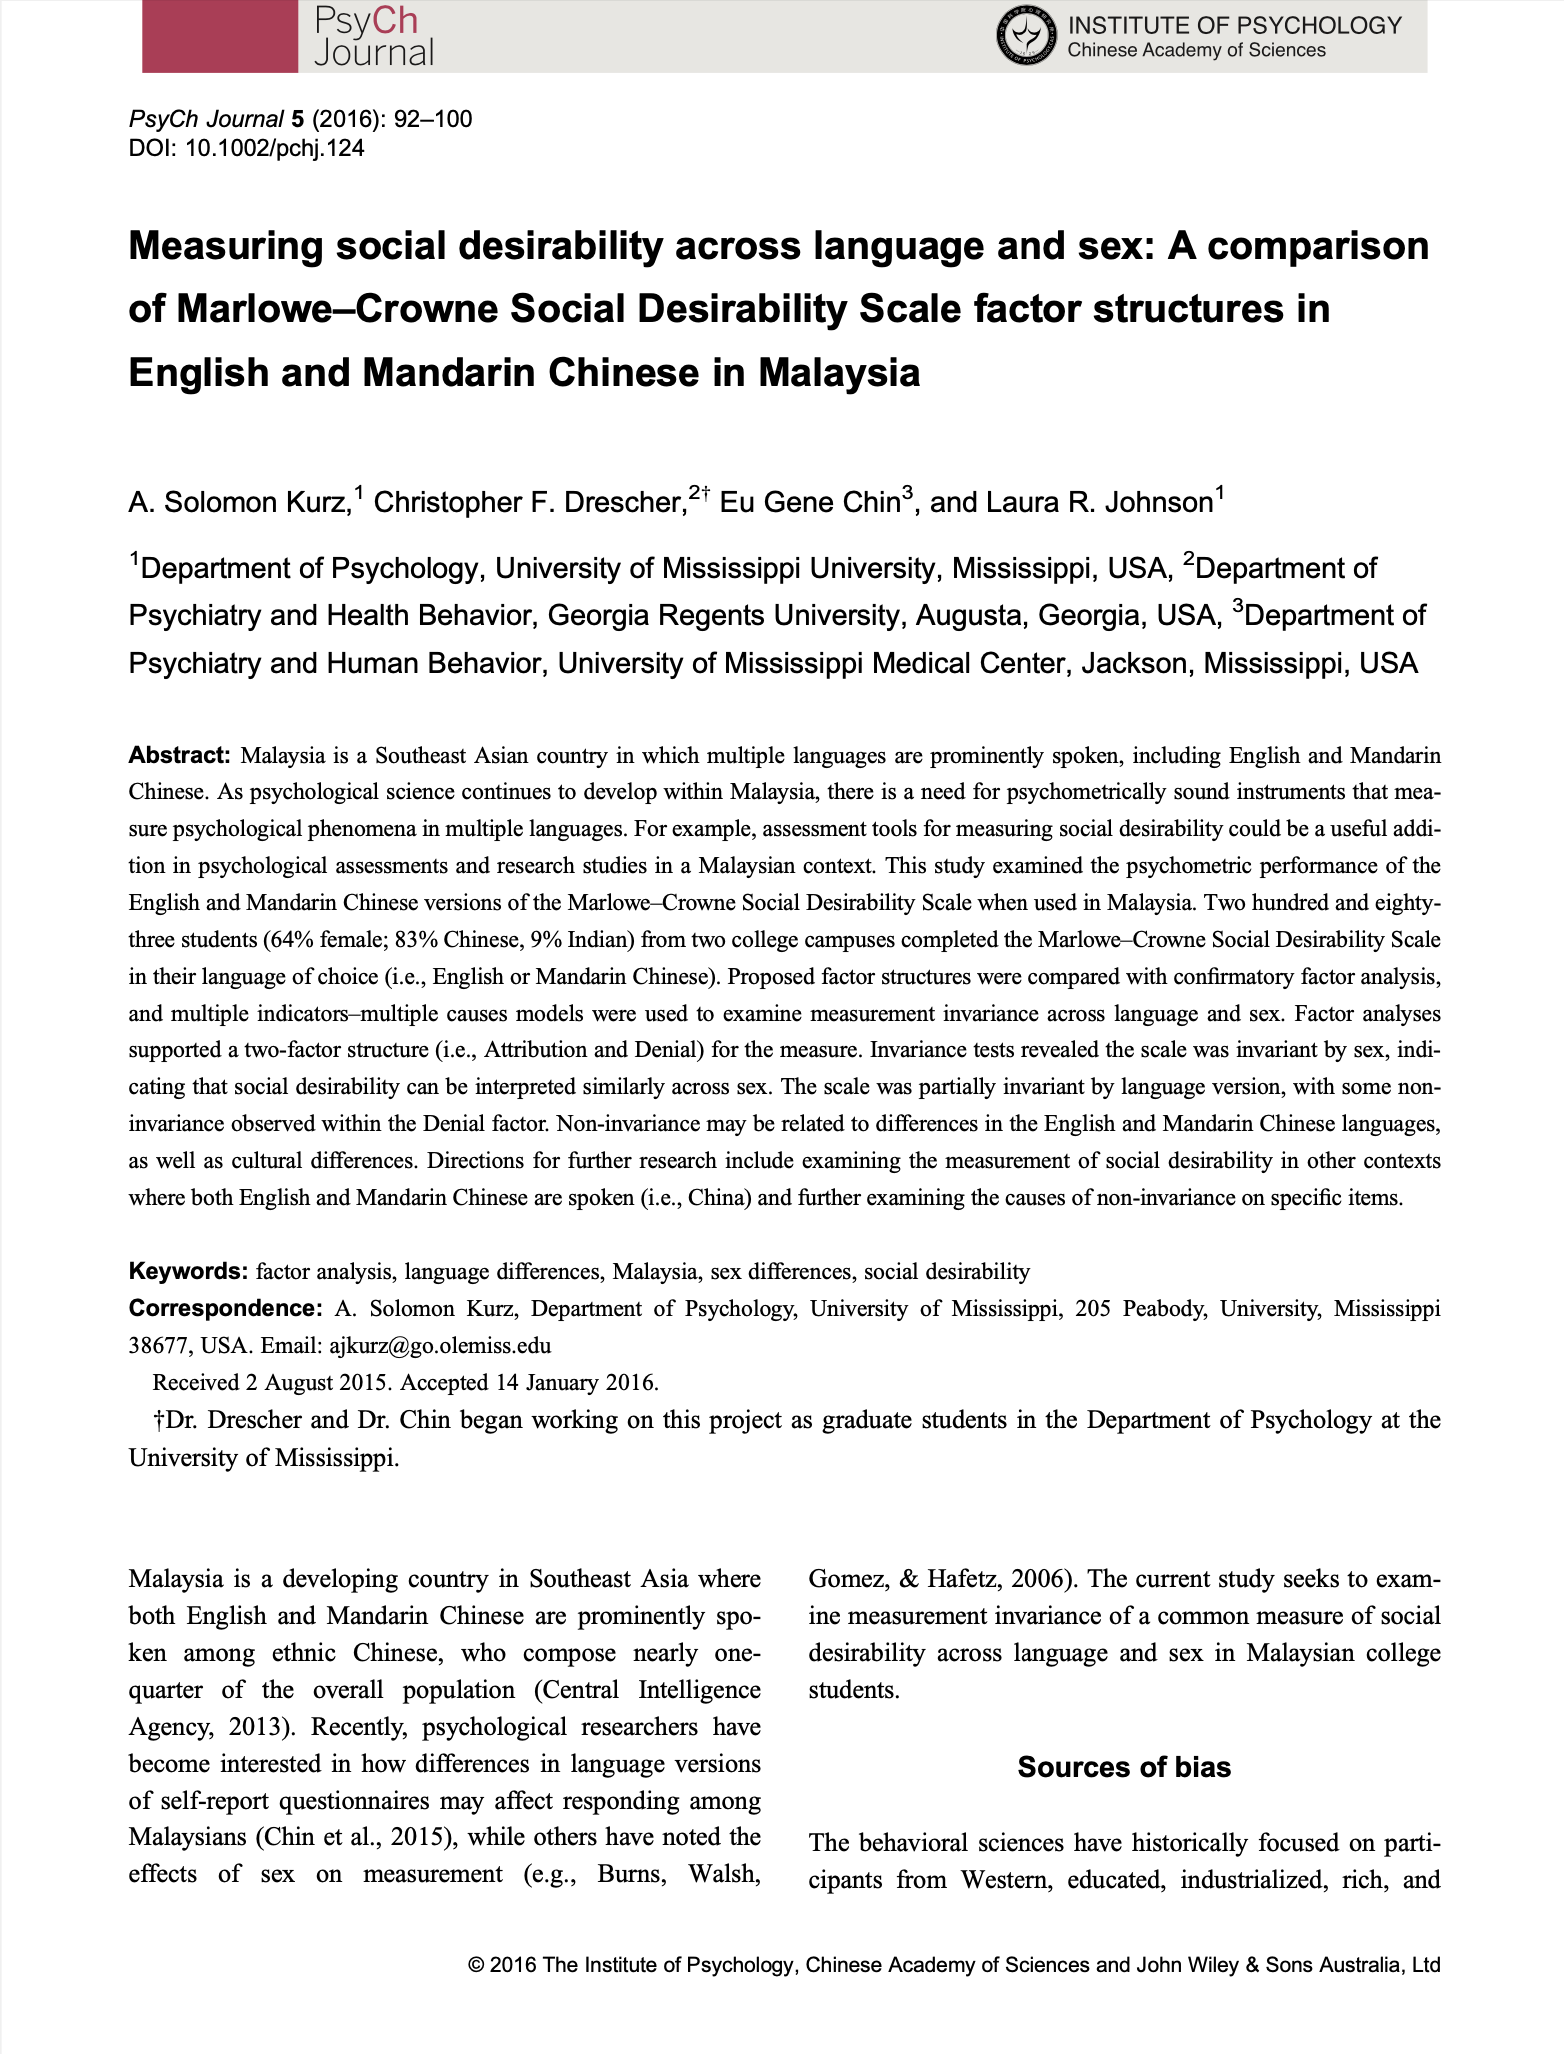 PsyCh
Journal
INSTITUTE OF PSYCHOLOGY
Chinese Academy of Sciences
PsyCh Journal 5 (2016): 92–100
DOI: 10.1002/pchj.124
Measuring social desirability across language and sex: A comparison
of Marlowe–Crowne Social Desirability Scale factor structures in
English and Mandarin Chinese in Malaysia
A. Solomon Kurz,1 Christopher F. Drescher,2† Eu Gene Chin3, and Laura R. Johnson1
1Department of Psychology, University of Mississippi University, Mississippi, USA, 2Department of
Psychiatry and Health Behavior, Georgia Regents University, Augusta, Georgia, USA, 3Department of
Psychiatry and Human Behavior, University of Mississippi Medical Center, Jackson, Mississippi, USA
Abstract: Malaysia is a Southeast Asian country in which multiple languages are prominently spoken, including English and Mandarin
Chinese. As psychological science continues to develop within Malaysia, there is a need for psychometrically sound instruments that mea-
sure psychological phenomena in multiple languages. For example, assessment tools for measuring social desirability could be a useful addi-
tion in psychological assessments and research studies in a Malaysian context. This study examined the psychometric performance of the
English and Mandarin Chinese versions of the Marlowe–Crowne Social Desirability Scale when used in Malaysia. Two hundred and eighty-
three students (64% female; 83% Chinese, 9% Indian) from two college campuses completed the Marlowe–Crowne Social Desirability Scale
in their language of choice (i.e., English or Mandarin Chinese). Proposed factor structures were compared with confirmatory factor analysis,
and multiple indicators–multiple causes models were used to examine measurement invariance across language and sex. Factor analyses
supported a two-factor structure (i.e., Attribution and Denial) for the measure. Invariance tests revealed the scale was invariant by sex, indi-
cating that social desirability can be interpreted similarly across sex. The scale was partially invariant by language version, with some non-
invariance observed within the Denial factor. Non-invariance may be related to differences in the English and Mandarin Chinese languages,
as well as cultural differences. Directions for further research include examining the measurement of social desirability in other contexts
where both English and Mandarin Chinese are spoken (i.e., China) and further examining the causes of non-invariance on specific items.
Keywords: factor analysis, language differences, Malaysia, sex differences, social desirability
Correspondence: A. Solomon Kurz, Department of Psychology, University of Mississippi, 205 Peabody, University, Mississippi
38677, USA. Email: ajkurz@go.olemiss.edu
Received 2 August 2015. Accepted 14 January 2016.
†Dr. Drescher and Dr. Chin began working on this project as graduate students in the Department of Psychology at the
University of Mississippi.
Malaysia is a developing country in Southeast Asia where
both English and Mandarin Chinese are prominently spo-
ken among ethnic Chinese, who compose nearly one-
quarter of the overall population (Central Intelligence
Agency, 2013). Recently, psychological researchers have
become interested in how differences in language versions
of self-report questionnaires may affect responding among
Malaysians (Chin et al., 2015), while others have noted the
effects of sex on measurement (e.g., Burns, Walsh,
Gomez, & Hafetz, 2006). The current study seeks to exam-
ine measurement invariance of a common measure of social
desirability across language and sex in Malaysian college
students.
Sources of bias
The behavioral sciences have historically focused on parti-
cipants from Western, educated, industrialized, rich, and
© 2016 The Institute of Psychology, Chinese Academy of Sciences and John Wiley & Sons Australia, Ltd